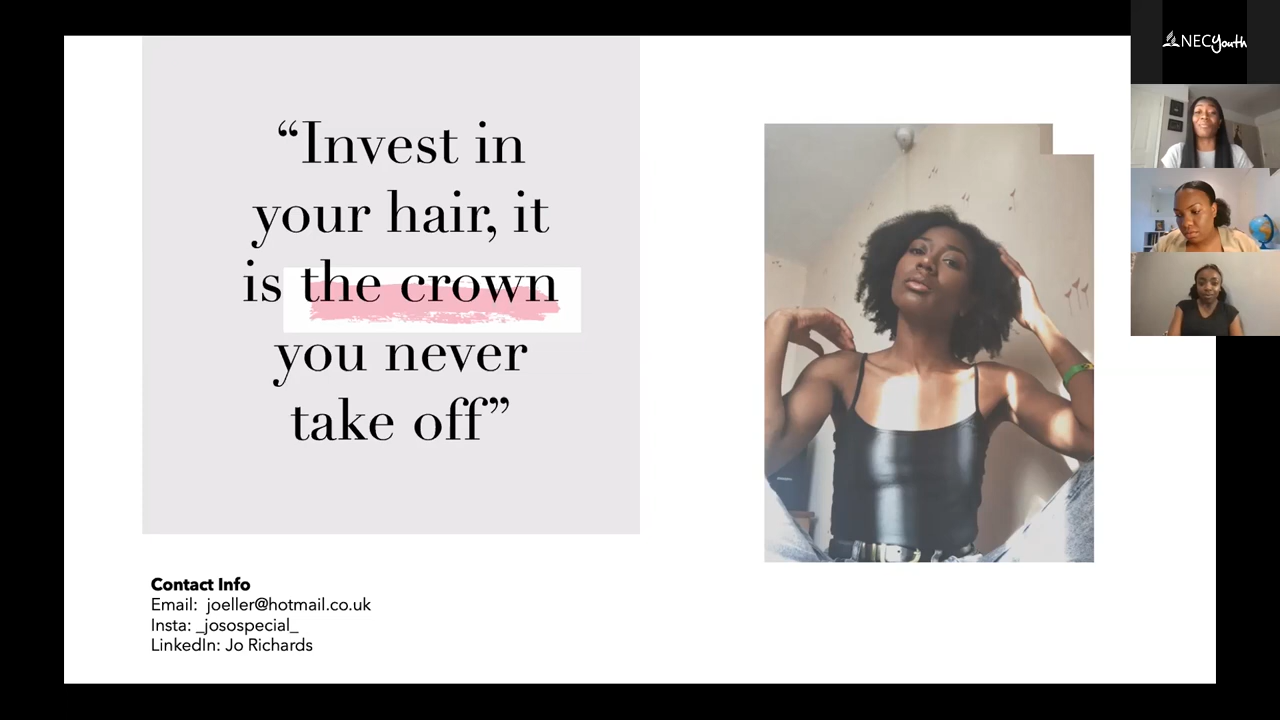 “Invest in
your hair, it
is the crown
you never
take off”
Contact Info
Email: joeller@hotmail.co.uk
Insta: _josospecial_
LinkedIn: Jo Richards
NECYouth